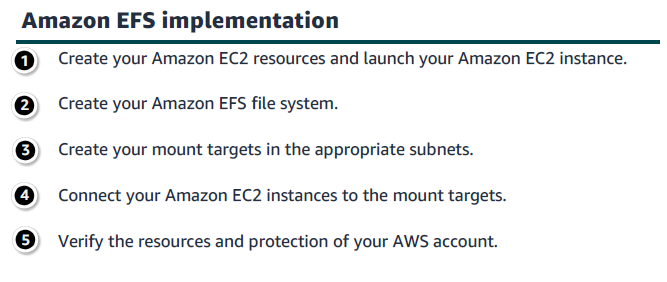 Amazon EFS implementation
1 Create your Amazon EC2 resources and launch your Amazon EC2 instance.
2 Create your Amazon EFS file system.
3 Create your mount targets in the appropriate subnets.
4 Connect your Amazon EC2 instances to the mount targets.
5 Verify the resources and protection of your AWS account.